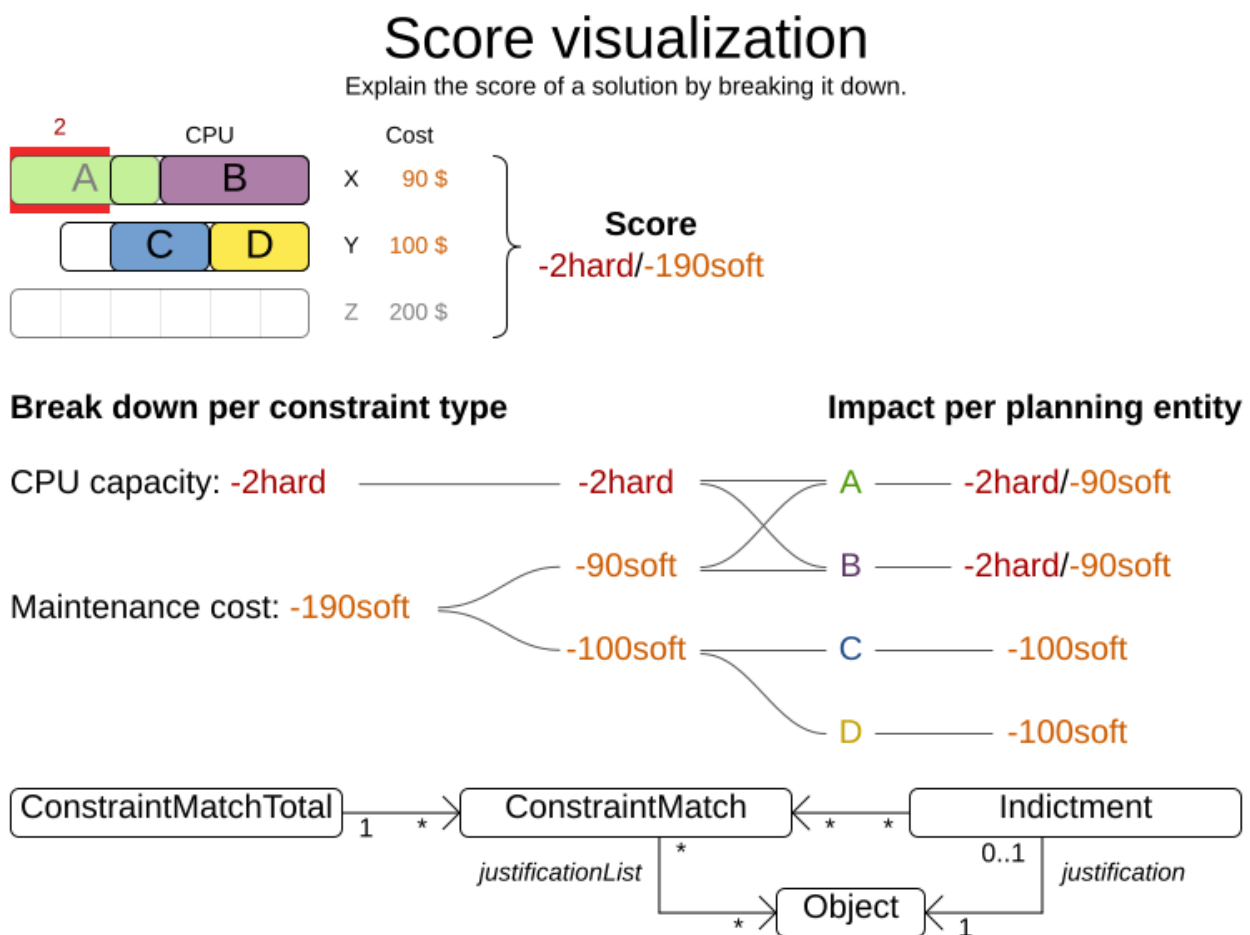 Score visualization
Explain the score of a solution by breaking it down.
2 CPU Cost
A B X 90 $
C D Y 100 $
Z 200 $
Score
-2hard/-190soft
Break down per constraint type Impact per planning entity
CPU capacity: -2hard -2hard A -2hard/-90soft
-90soft B -2hard/-90soft
Maintenance cost: -190soft
-100soft C -100soft
D -100soft
ConstraintMatchTotal 1 * ConstraintMatch * * Indictment
* 0..1
justificationList justification
* Object 1